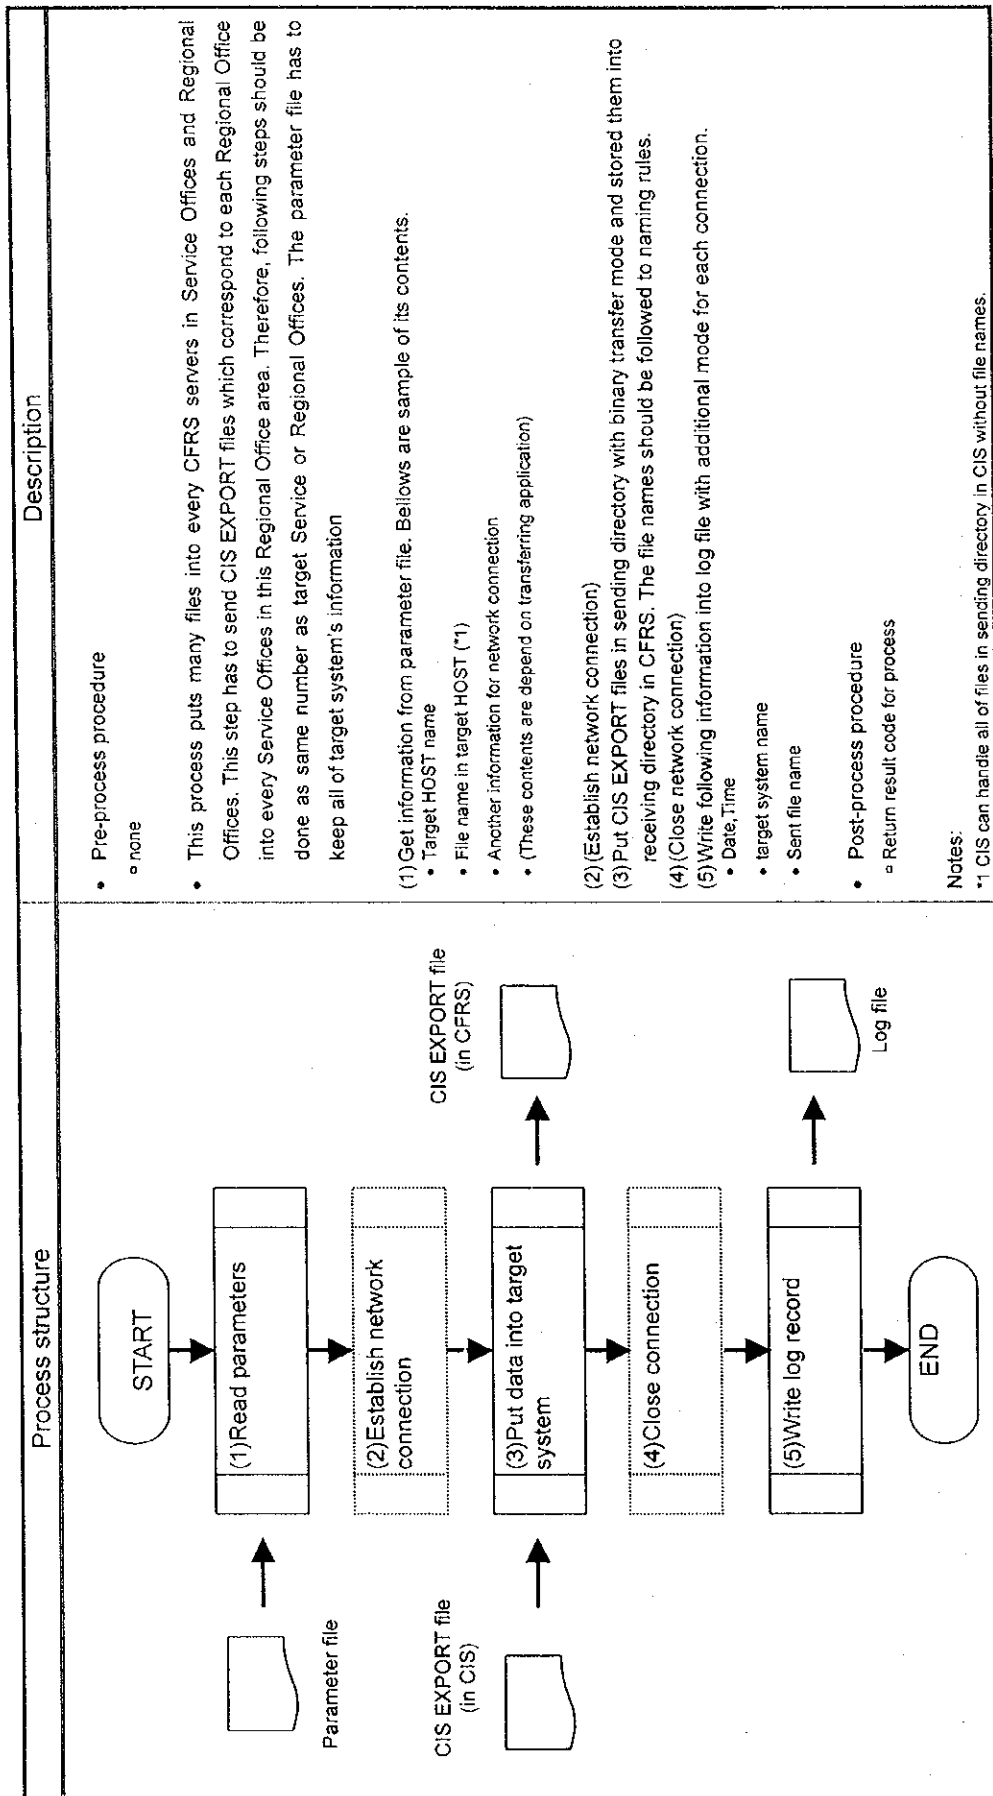 Process structure
Description
START
(1)Read parameters
(2)Establish network
connection
(3)Put data into target
system
(4)Close connection
(5)Write log record
END
Parameter file
CIS EXPORT file
(in CIS)
CIS EXPORT file
(in CFRS)
Log file
• Pre-process procedure
▫ none
• This process puts many files into every CFRS servers in Service Offices and Regional
Offices. This step has to send CIS EXPORT files which correspond to each Regional Office
into every Service Offices in this Regional Office area. Therefore, following steps should be
done as same number as target Service or Regional Offices. The parameter file has to
keep all of target system's information
(1)Get information from parameter file. Bellows are sample of its contents.
• Target HOST name
• File name in target HOST (*1)
• Another information for network connection
• (These contents are depend on transferring application)
(2)(Establish network connection)
(3)Put CIS EXPORT files in sending directory with binary transfer mode and stored them into
receiving directory in CFRS. The file names should be followed to naming rules.
(4)(Close network connection)
(5)Write following information into log file with additional mode for each connection.
• Date,Time
• target system name
• Sent file name
• Post-process procedure
▫ Return result code for process
Notes:
*1 CIS can handle all of files in sending directory in CIS without file names.